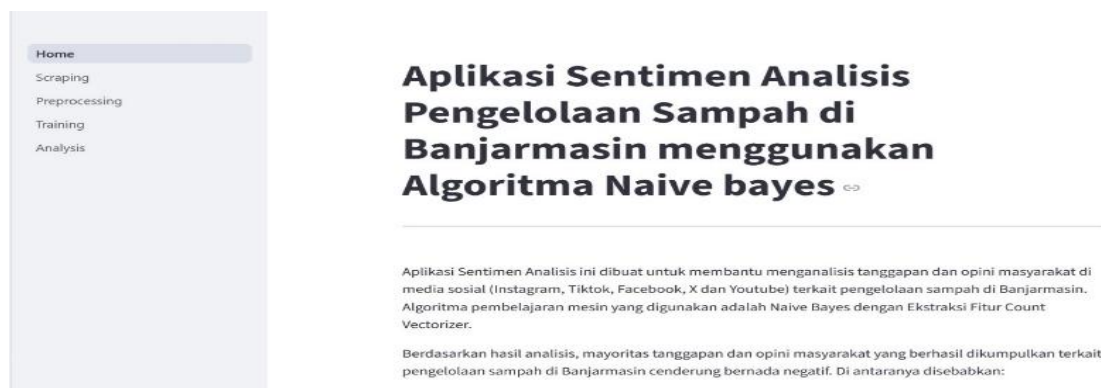 Home
Scraping
Preprocessing
Training
Analysis
Aplikasi Sentimen Analisis
Pengelolaan Sampah di
Banjarmasin menggunakan
Algoritma Naive bayes
Aplikasi Sentimen Analisis ini dibuat untuk membantu menganalisis tanggapan dan opini masyarakat di
media sosial (Instagram, Tiktok, Facebook, X dan Youtube) terkait pengelolaan sampah di Banjarmasin.
Algoritma pembelajaran mesin yang digunakan adalah Naive Bayes dengan Ekstraksi Fitur Count
Vectorizer.
Berdasarkan hasil analisis, mayoritas tanggapan dan opini masyarakat yang berhasil dikumpulkan terkait
pengelolaan sampah di Banjarmasin cenderung bernada negatif. Di antaranya disebabkan: